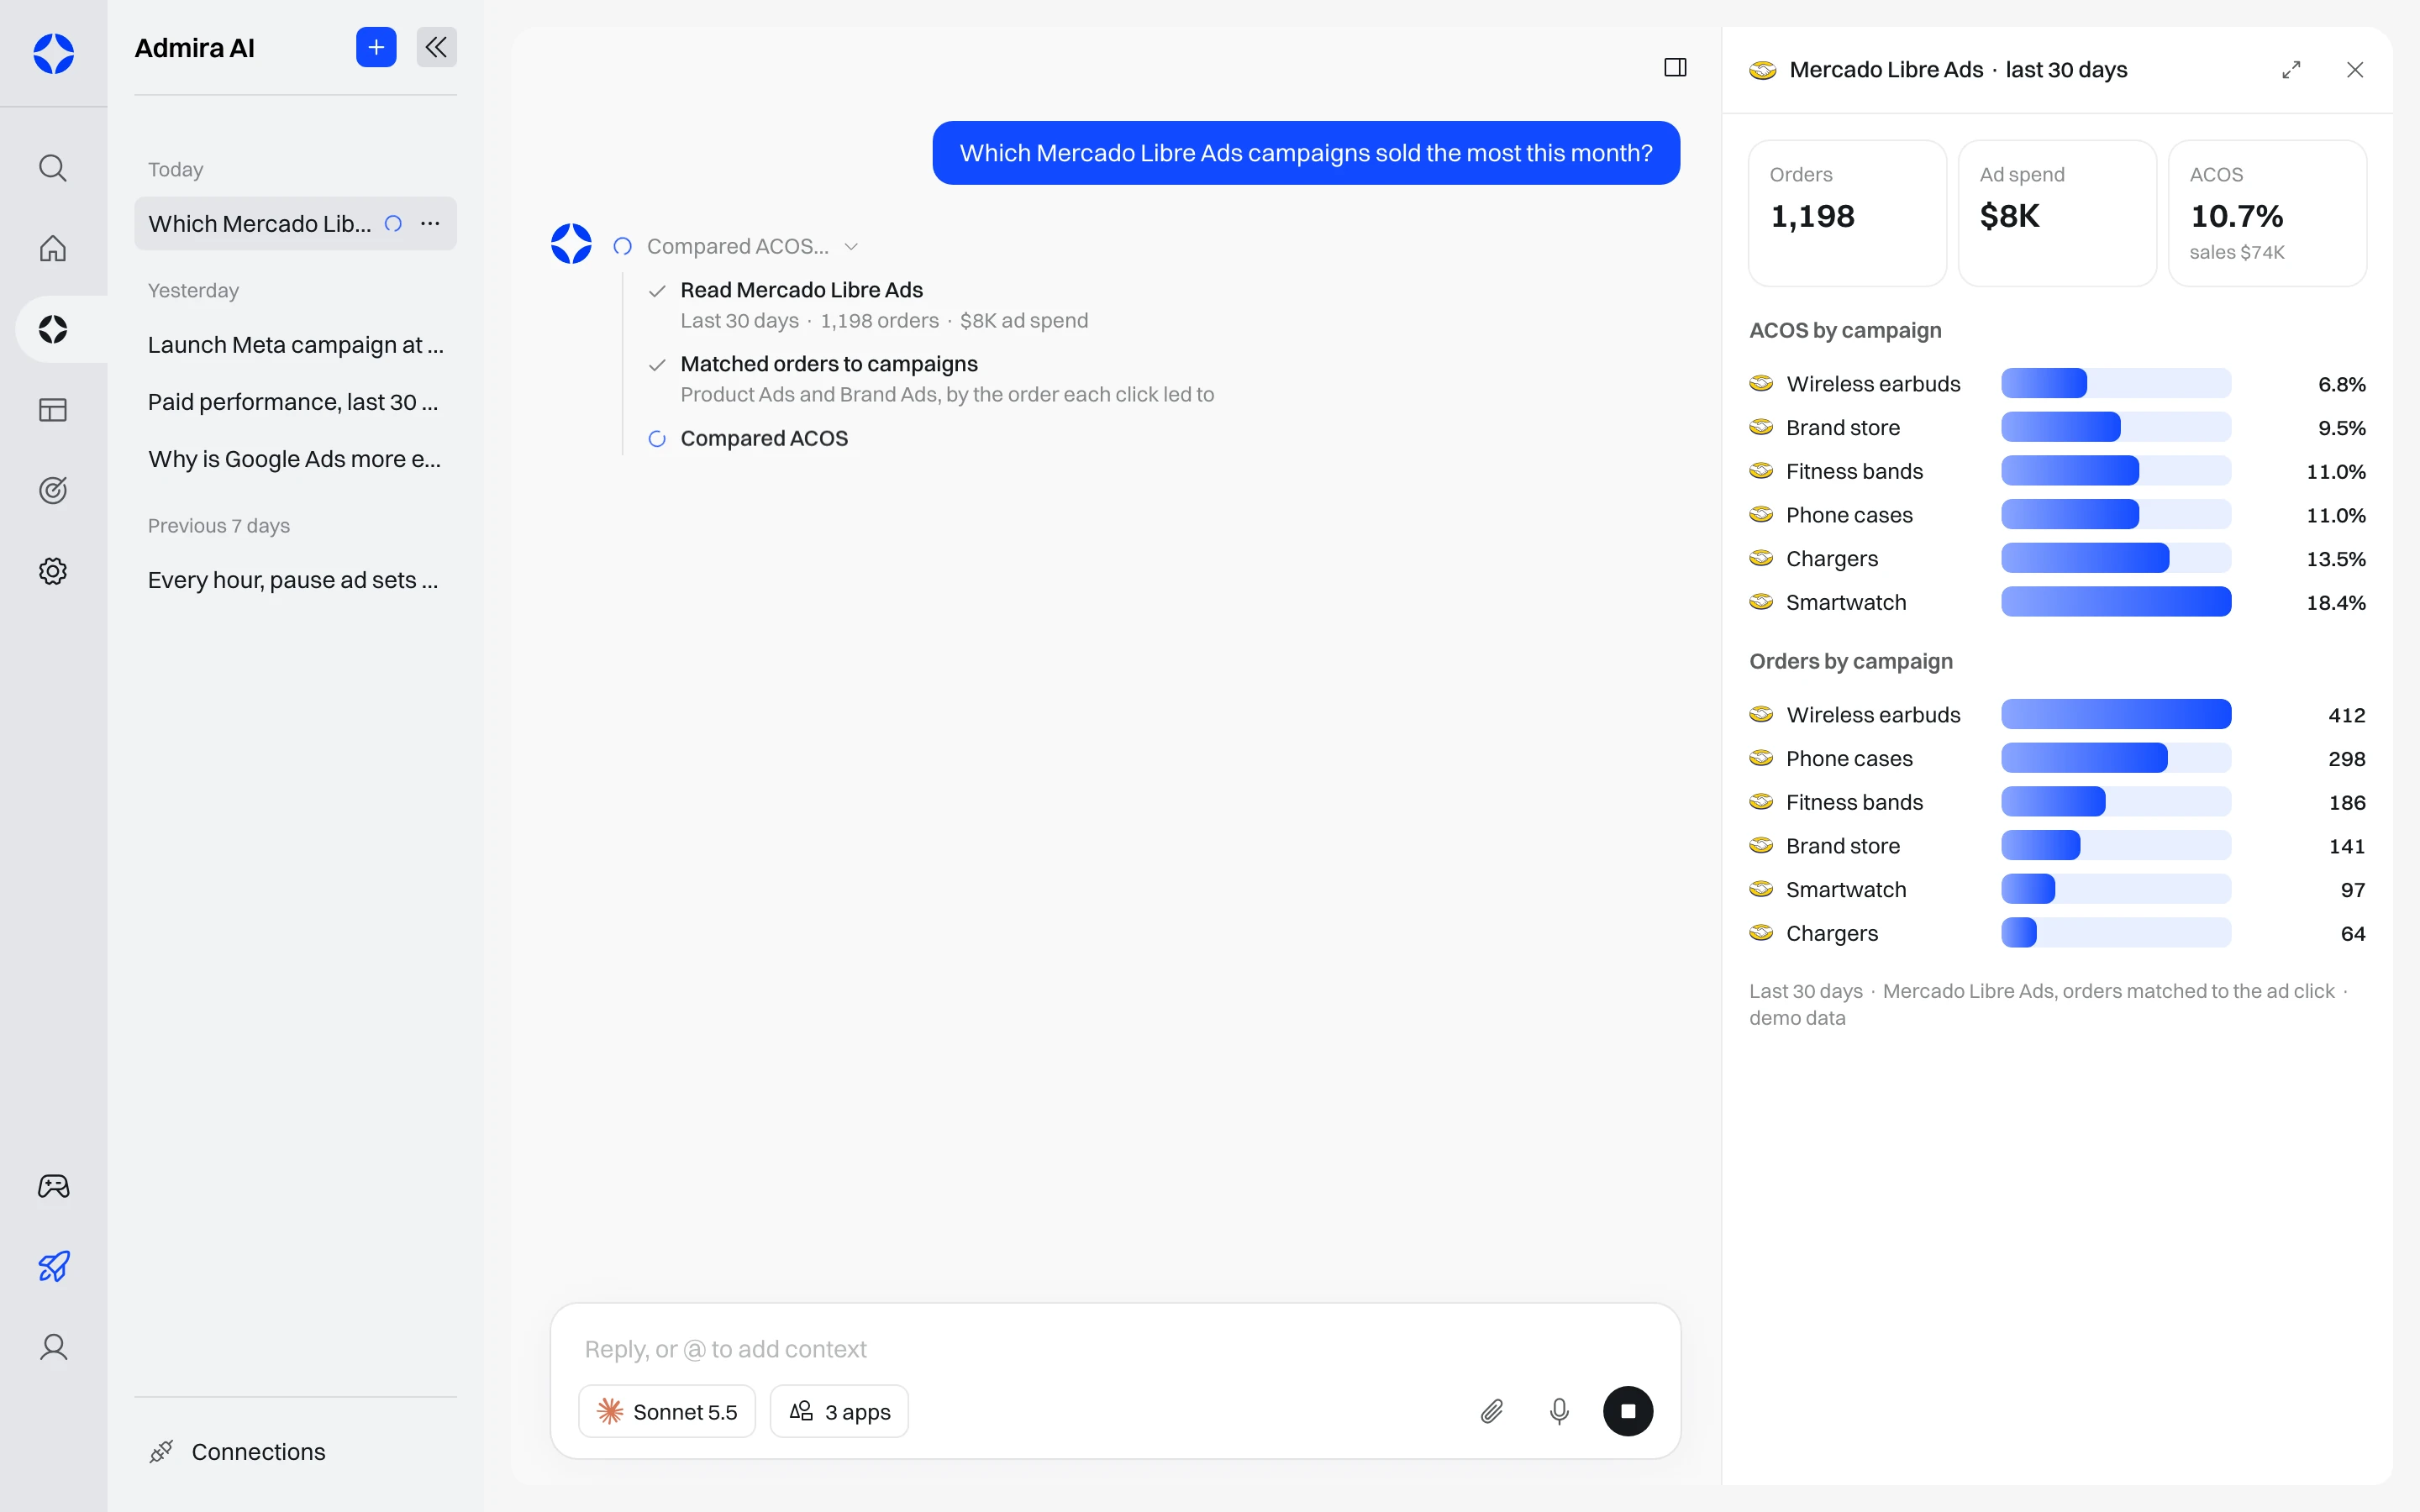 Admira AI
Today
Which Mercado Lib...
Yesterday
Launch Meta campaign at ...
Paid performance, last 30 ...
Why is Google Ads more e...
Previous 7 days
Every hour, pause ad sets ...
Connections
Which Mercado Libre Ads campaigns sold the most this month?
Compared ACOS...
Read Mercado Libre Ads
Last 30 days · 1,198 orders · $8K ad spend
Matched orders to campaigns
Product Ads and Brand Ads, by the order each click led to
Compared ACOS
Reply, or @ to add context
Sonnet 5.5
3 apps
Mercado Libre Ads · last 30 days
Orders
1,198
Ad spend
$8K
ACOS
10.7%
sales $74K
ACOS by campaign
Wireless earbuds 6.8%
Brand store 9.5%
Fitness bands 11.0%
Phone cases 11.0%
Chargers 13.5%
Smartwatch 18.4%
Orders by campaign
Wireless earbuds 412
Phone cases 298
Fitness bands 186
Brand store 141
Smartwatch 97
Chargers 64
Last 30 days · Mercado Libre Ads, orders matched to the ad click ·
demo data